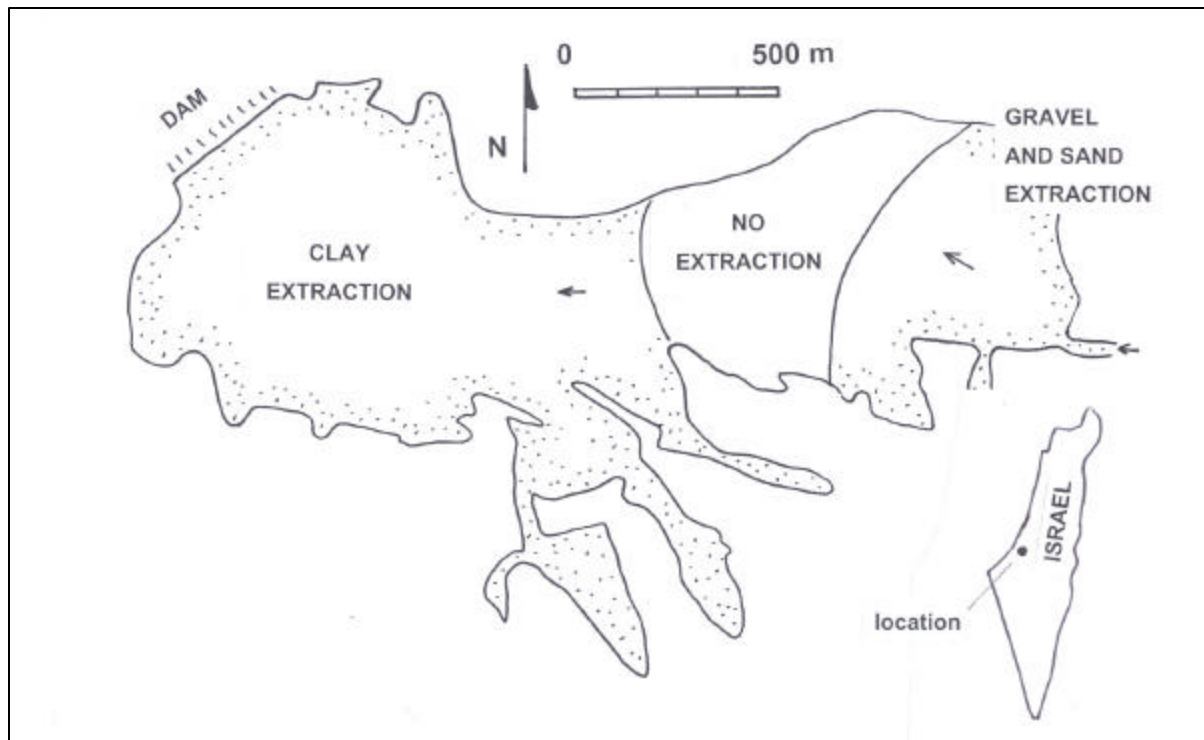 0 500 m
DAM
N
GRAVEL
AND SAND
EXTRACTION
NO
EXTRACTION
CLAY
EXTRACTION
ISRAEL
location